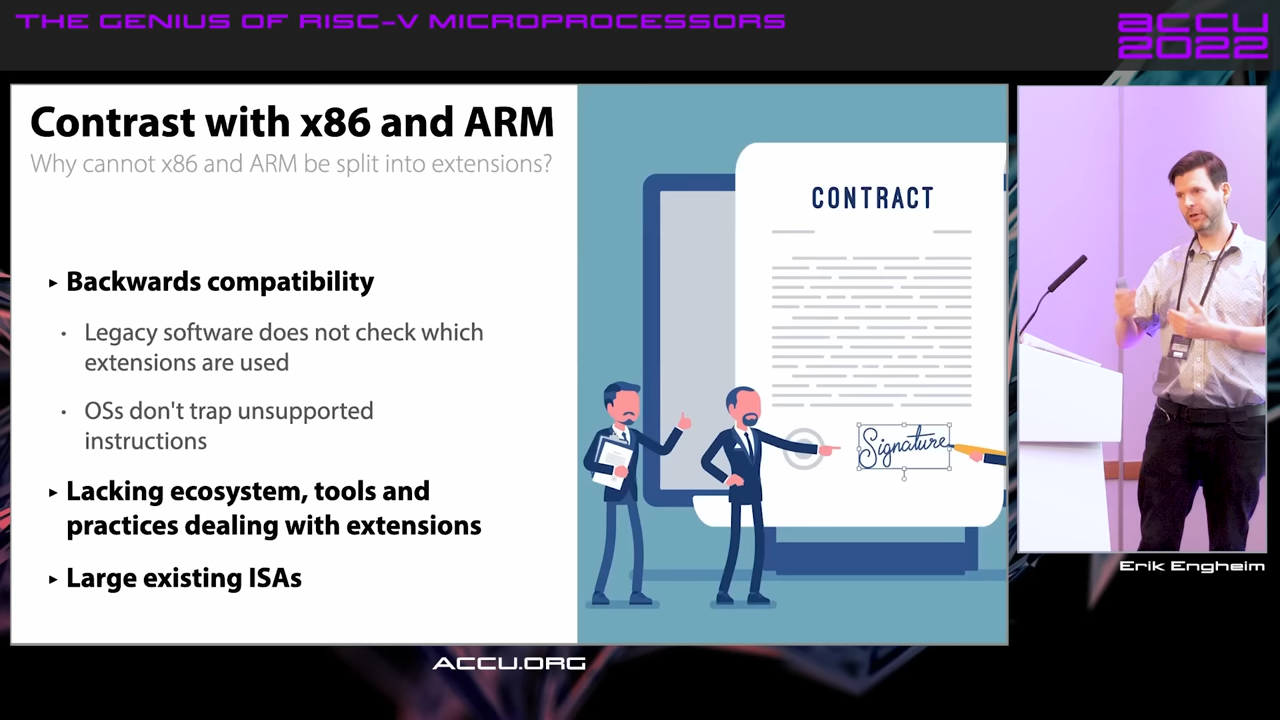 THE GENIUS OF RISC-V MICROPROCESSORS
ACCU
2022
Contrast with x86 and ARM
Why cannot x86 and ARM be split into extensions?
▸ Backwards compatibility
• Legacy software does not check which
extensions are used
• OSs don't trap unsupported
instructions
▸ Lacking ecosystem, tools and
practices dealing with extensions
▸ Large existing ISAs
CONTRACT
Signature
Erik Engheim
ACCU.ORG